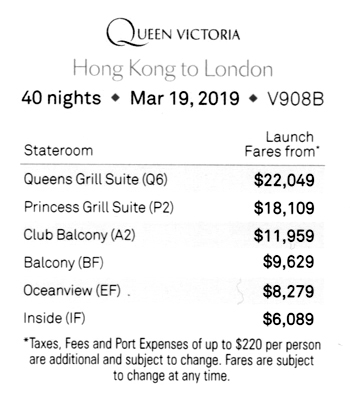 QUEEN VICTORIA
Hong Kong to London
40 nights ◆ Mar 19, 2019 ◆ V908B
Launch
Stateroom Fares from*
Queens Grill Suite (Q6) $22,049
Princess Grill Suite (P2) $18,109
Club Balcony (A2) $11,959
Balcony (BF) $9,629
Oceanview (EF) $8,279
Inside (IF) $6,089
*Taxes, Fees and Port Expenses of up to $220 per person
are additional and subject to change. Fares are subject
to change at any time.